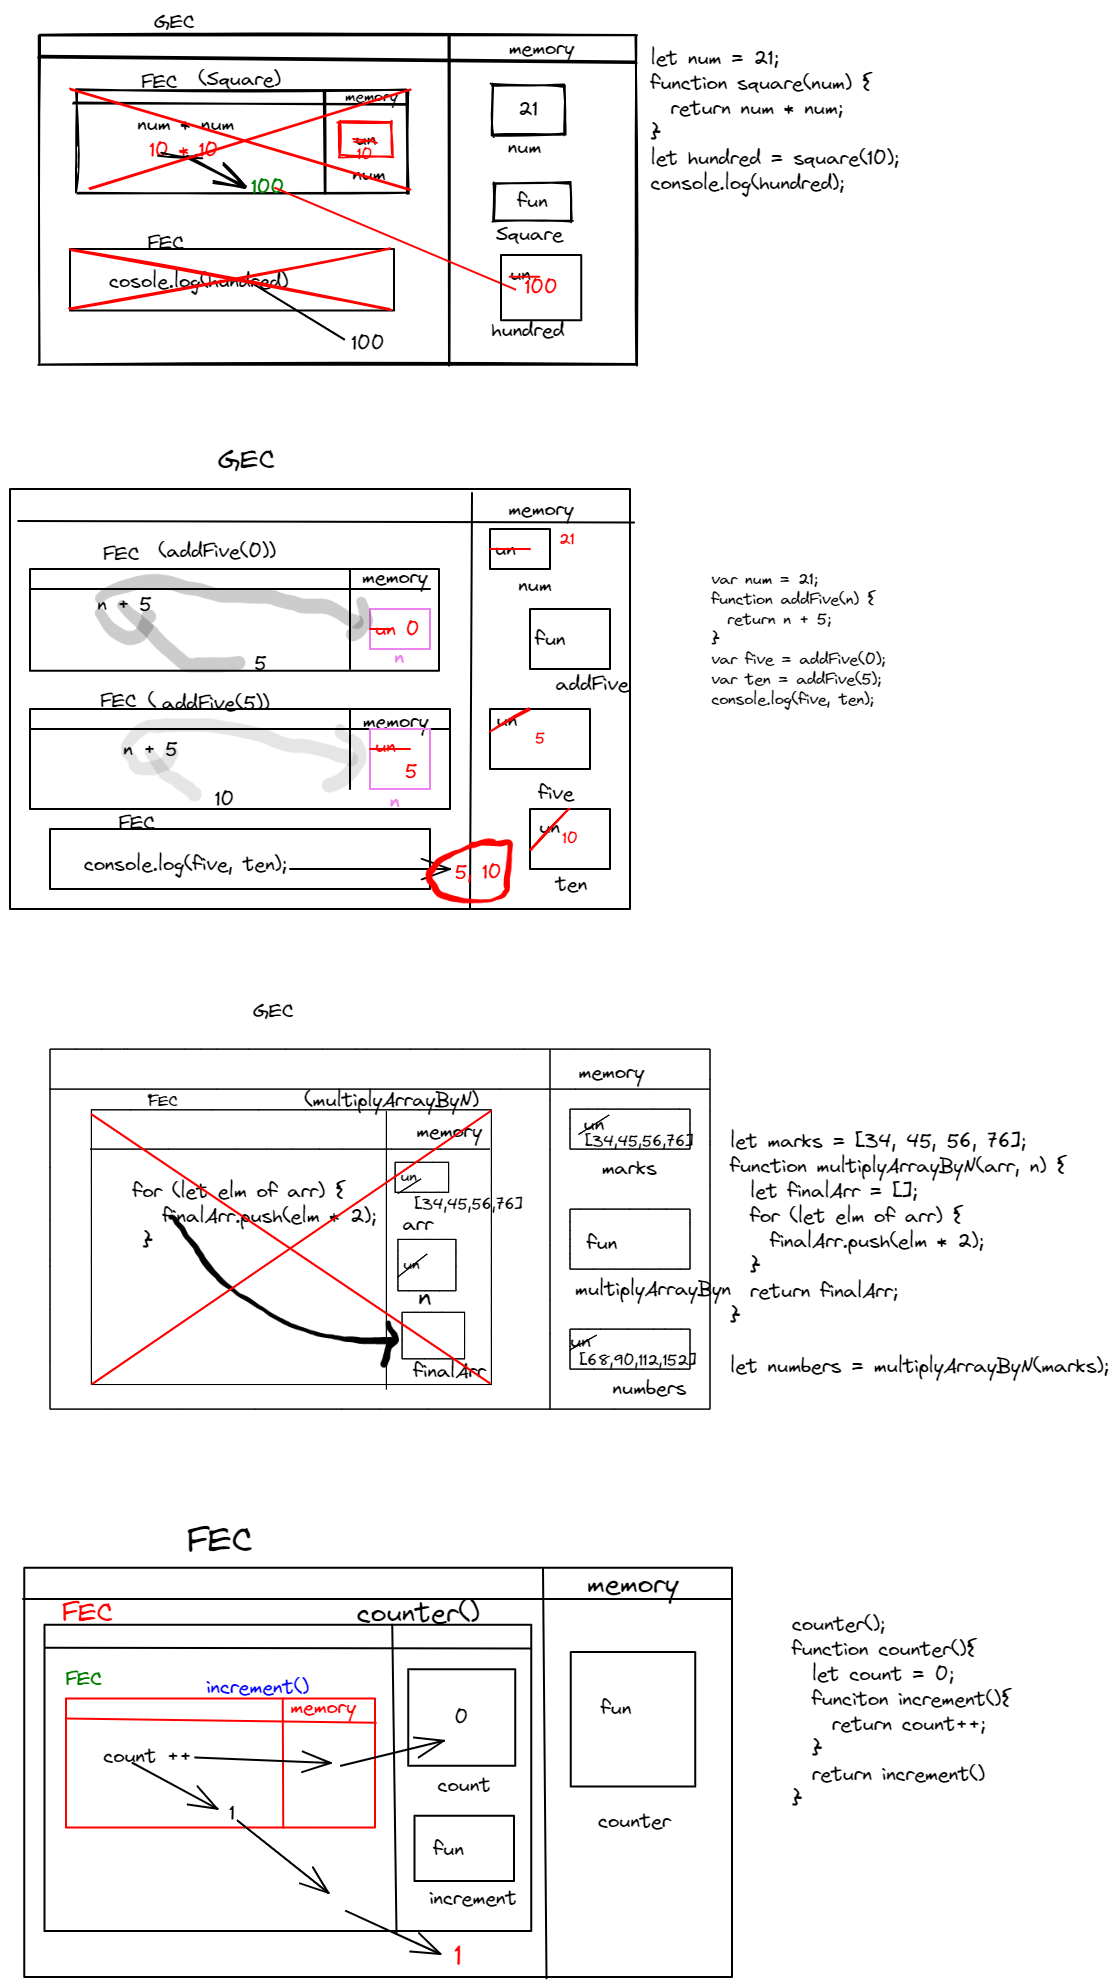 GEC
memory
FEC (Square)
memory
num * num
10 * 10
un
10
num
100
21
num
fun
Square
un
100
hundred
FEC
cosole.log(hundred)
100
let num = 21;
function square(num) {
return num * num;
}
let hundred = square(10);
console.log(hundred);
GEC
memory
FEC (addFive(0))
memory
n + 5
un 0
n
5
un
21
num
fun
addFive
FEC ( addFive(5))
memory
n + 5
un
5
n
10
un
5
five
FEC
console.log(five, ten);
5, 10
un
10
ten
var num = 21;
function addFive(n) {
return n + 5;
}
var five = addFive(0);
var ten = addFive(5);
console.log(five, ten);
GEC
memory
FEC (multiplyArrayByN)
memory
for (let elm of arr) {
finalArr.push(elm * 2);
}
un
[34,45,56,76]
arr
un
n
finalArr
un
[34,45,56,76]
marks
fun
multiplyArrayByn
un
[68,90,112,152]
numbers
let marks = [34, 45, 56, 76];
function multiplyArrayByN(arr, n) {
let finalArr = [];
for (let elm of arr) {
finalArr.push(elm * 2);
}
return finalArr;
}
let numbers = multiplyArrayByN(marks);
FEC
memory
FEC counter()
FEC increment()
memory
count ++
1
0
count
fun
increment
1
fun
counter
counter();
function counter(){
let count = 0;
funciton increment(){
return count++;
}
return increment()
}